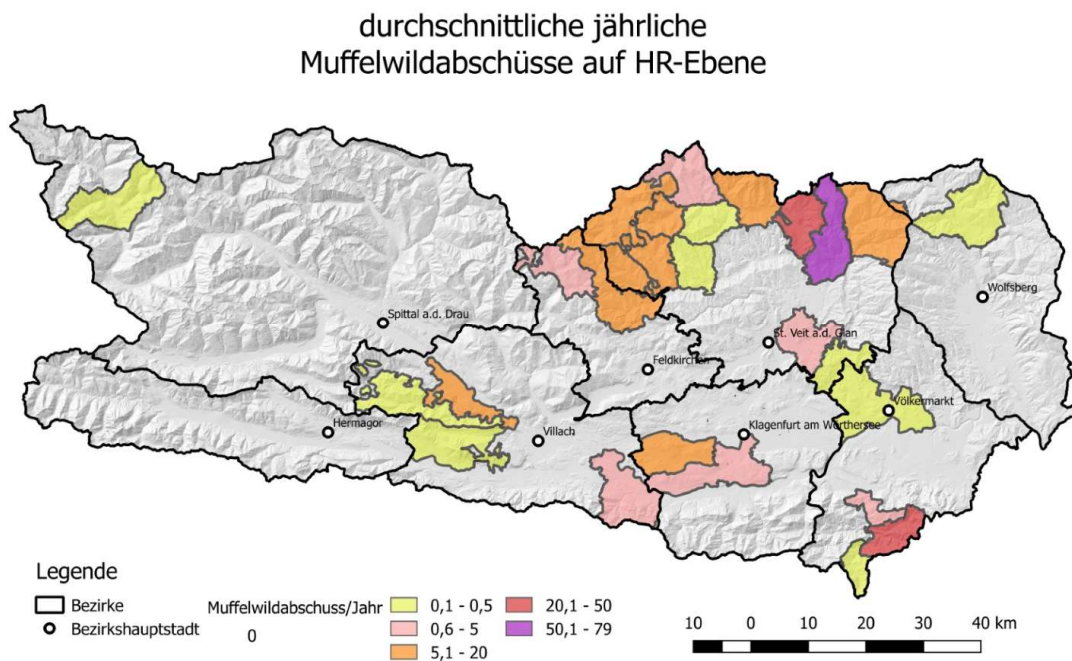 durchschnittliche jährliche
Muffelwildabschüsse auf HR-Ebene
Wolfsberg
Spittal a.d. Drau
St. Veit a.d. Glan
Feldkirchen
Völkermarkt
Hermagor
Villach
Klagenfurt am Wörthersee
Legende
Bezirke
Bezirkshauptstadt
Muffelwildabschuss/Jahr
0
0,1 - 0,5
0,6 - 5
5,1 - 20
20,1 - 50
50,1 - 79
10 0 10 20 30 40 km